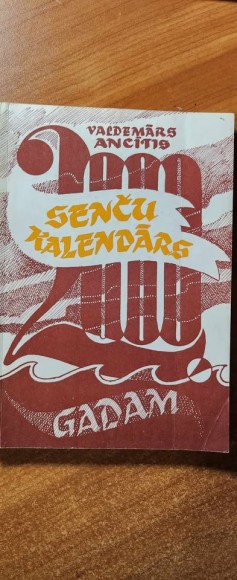 VALDEMĀRS
ANCĪTIS
2000
SENČU
KALENDĀRS
GADAM